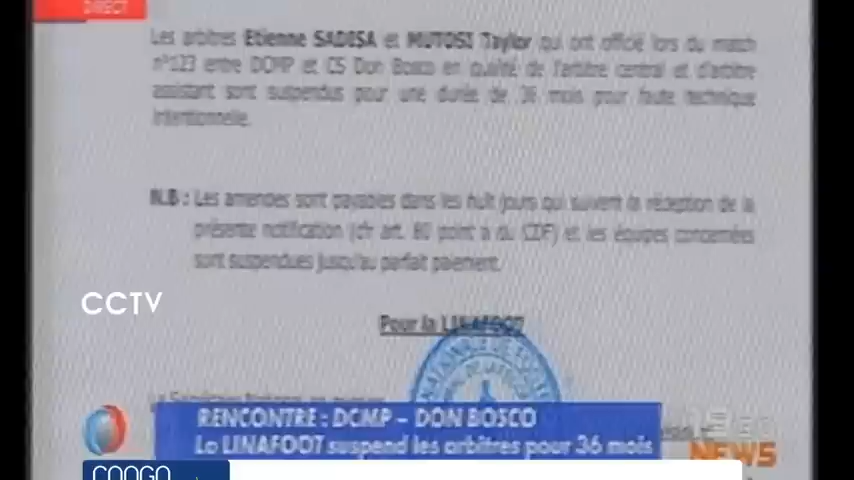 DIRECT
Les arbitres Etienne SADISA et MUTOSI Taylor qui ont officié lors du match
n°123 entre DCMP et CS Don Bosco en qualité de l'arbitre central et d'arbitre
assistant sont suspendus pour une durée de 36 mois pour faute technique
intentionnelle.
N.B : Les amendes sont payables dans les huit jours qui suivent la réception de la
présente notification (cfr art. 80 point a du CDF) et les équipes concernées
sont suspendues jusqu'au parfait paiement.
CCTV
Pour la LINAFOOT
RENCONTRE : DCMP – DON BOSCO
La LINAFOOT suspend les arbitres pour 36 mois
NEWS
CONGO